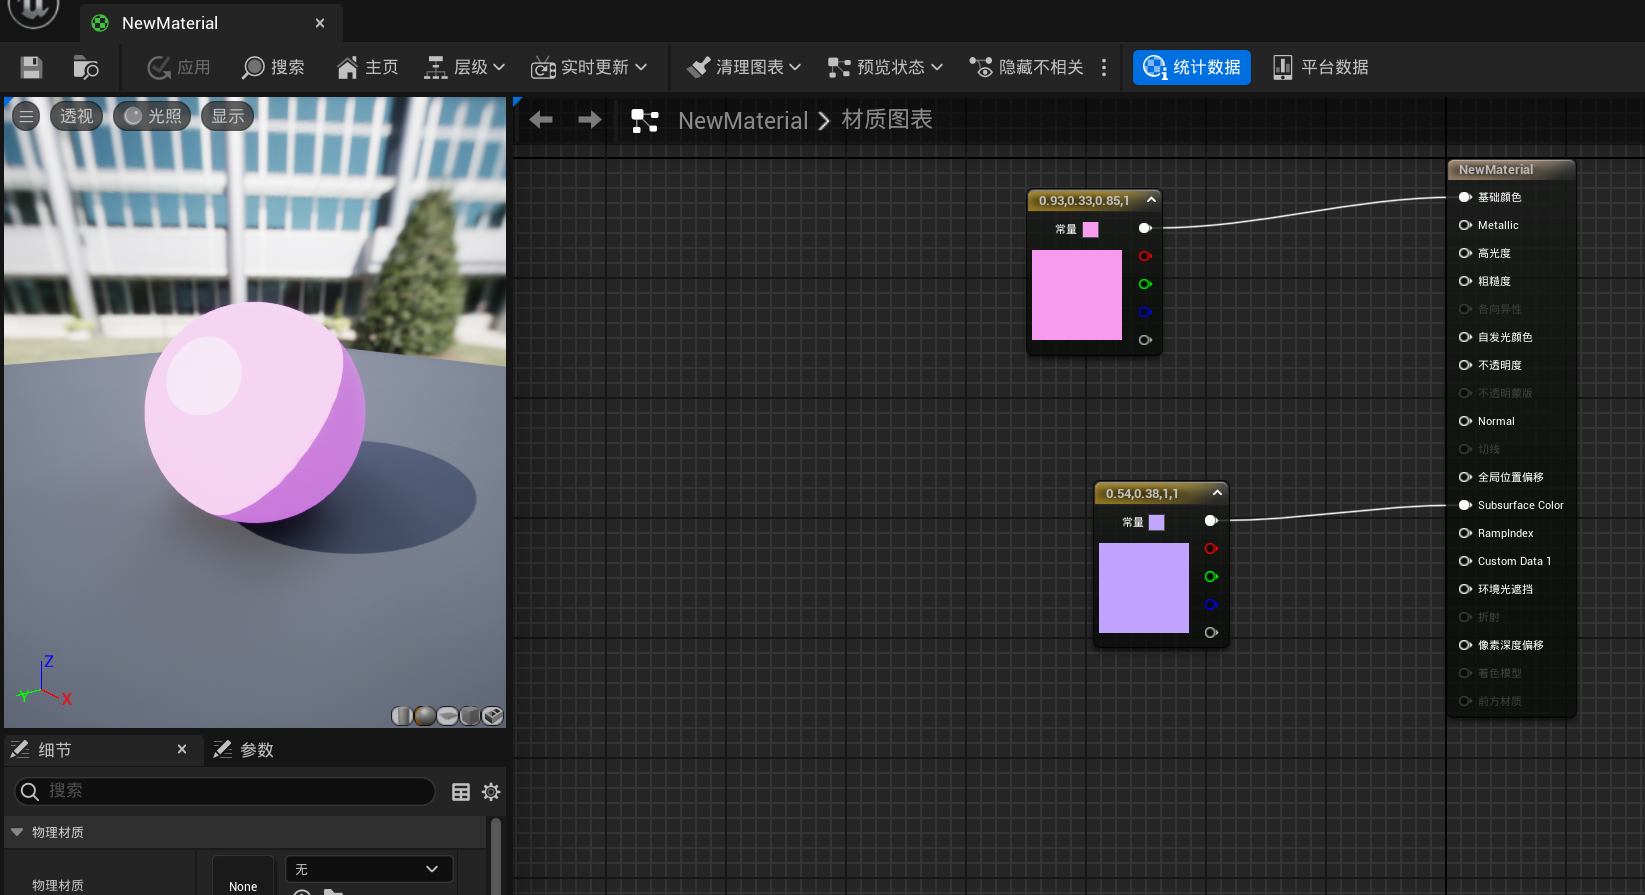 NewMaterial
应用
搜索
主页
层级
实时更新
清理图表
预览状态
隐藏不相关
统计数据
平台数据
透视
光照
显示
NewMaterial
材质图表
0.93,0.33,0.85,1
常量
0.54,0.38,1,1
常量
NewMaterial
基础颜色
Metallic
高光度
粗糙度
各向异性
自发光颜色
不透明度
不透明蒙版
Normal
切线
全局位置偏移
Subsurface Color
RampIndex
Custom Data 1
环境光遮挡
折射
像素深度偏移
着色模型
前方材质
Z
Y
X
细节
参数
搜索
物理材质
物理材质
None
无